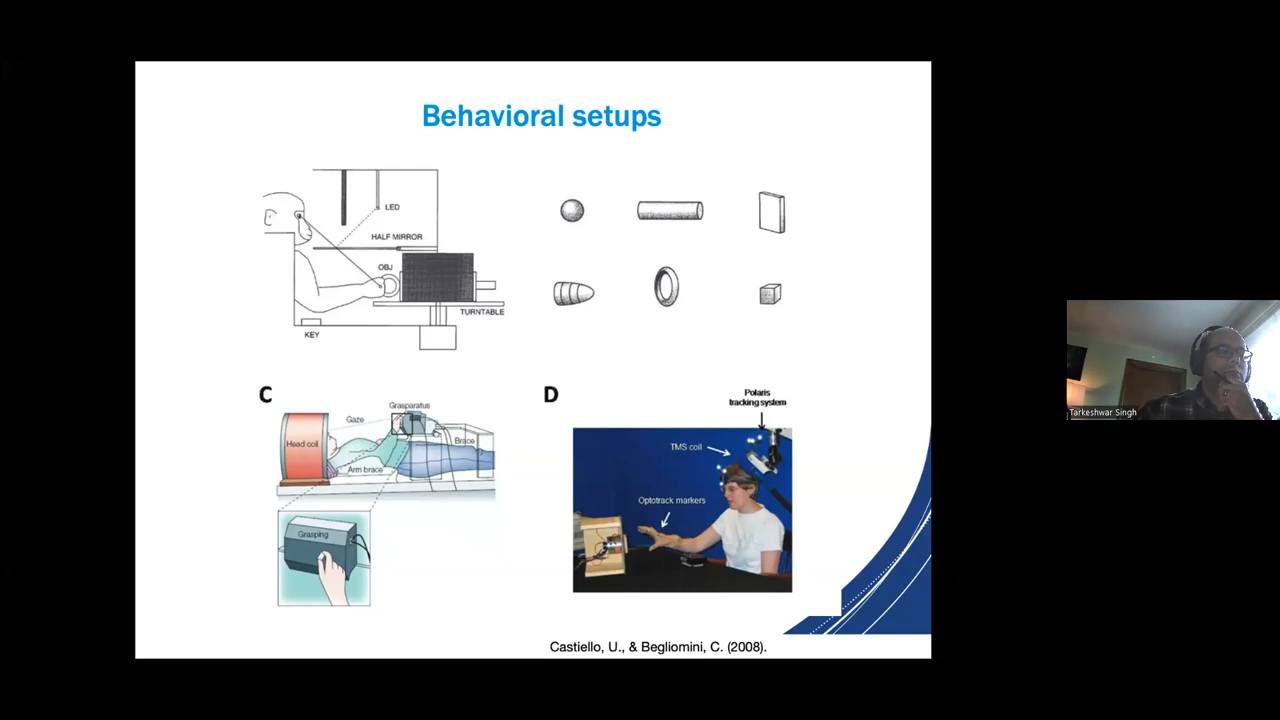 Behavioral setups
LED
HALF MIRROR
OBJ
TURNTABLE
KEY
C
Grasparatus
Gaze
Head coil
Brace
Arm brace
Grasping
D
Polaris
tracking system
TMS coil
Optotrack markers
Castiello, U., & Begliomini, C. (2008).
Tarkeshwar Singh